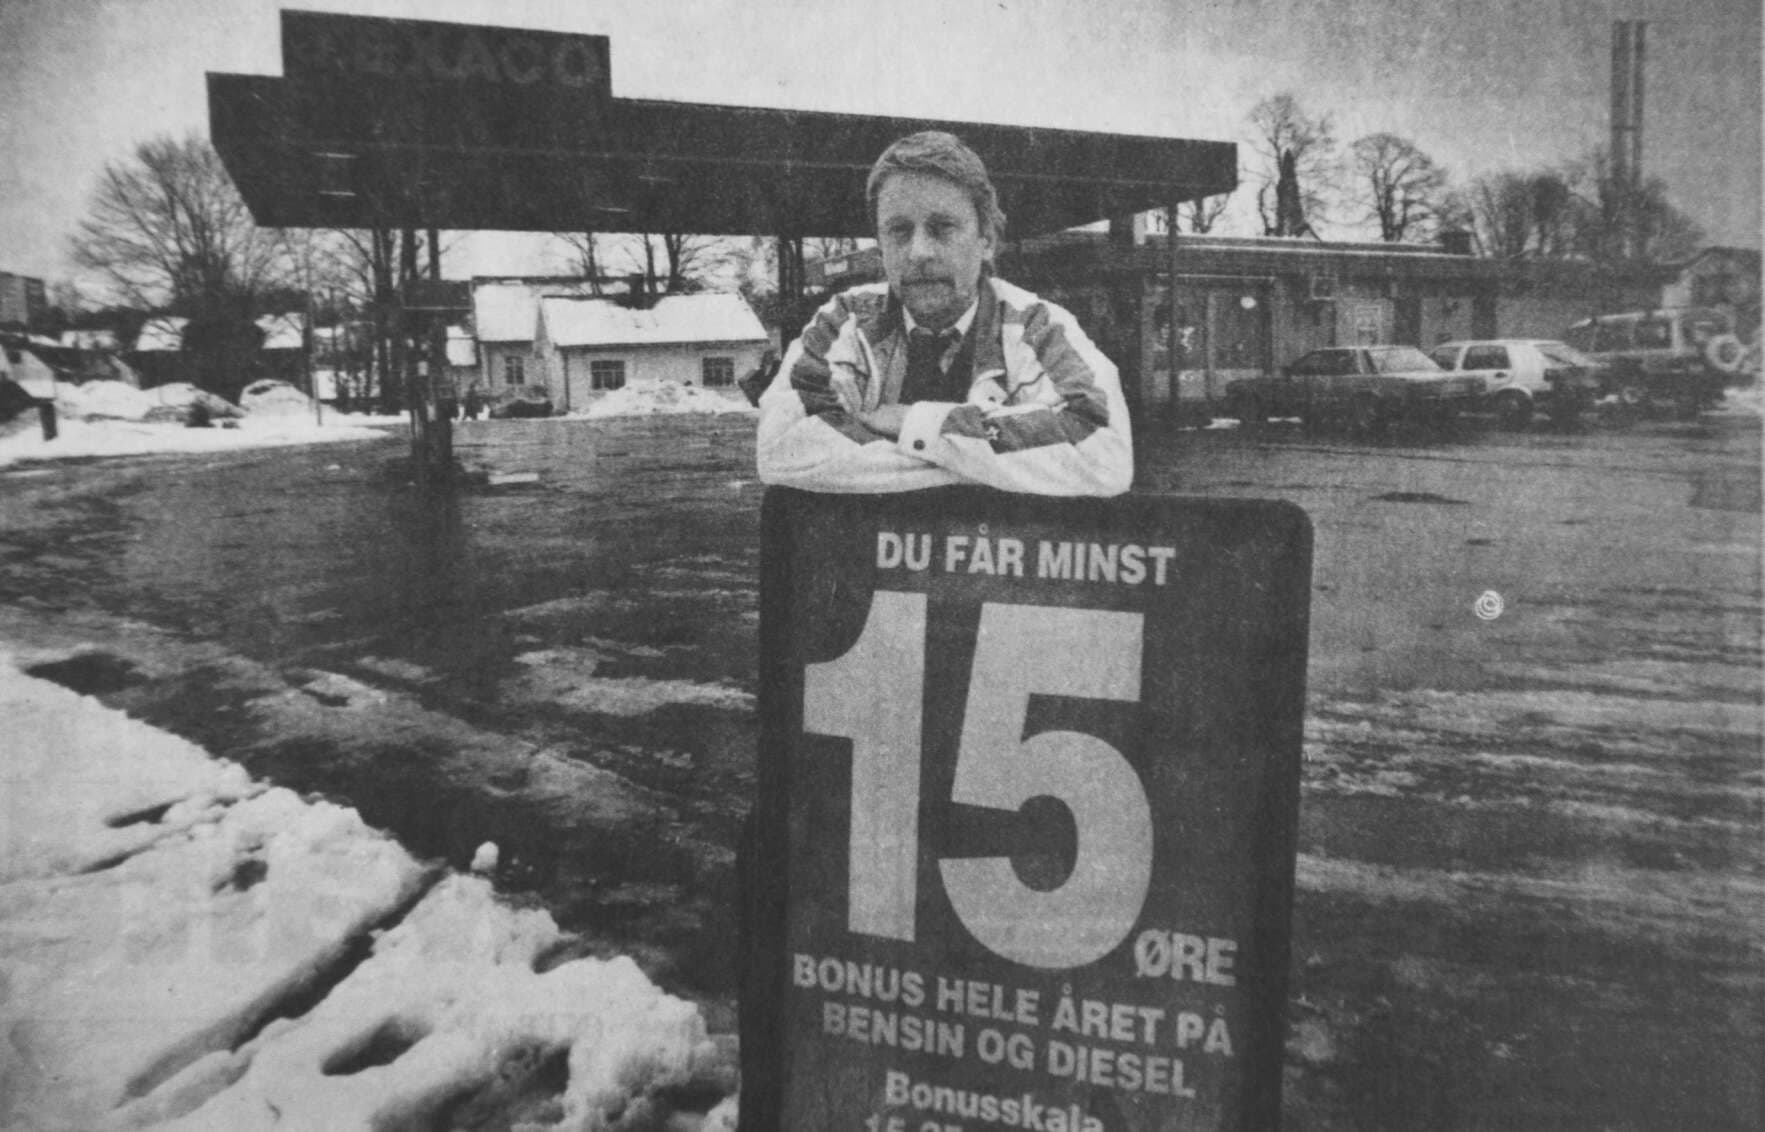 TEXACO
DU FÅR MINST
15 ØRE
BONUS HELE ÅRET PÅ
BENSIN OG DIESEL
Bonusskala